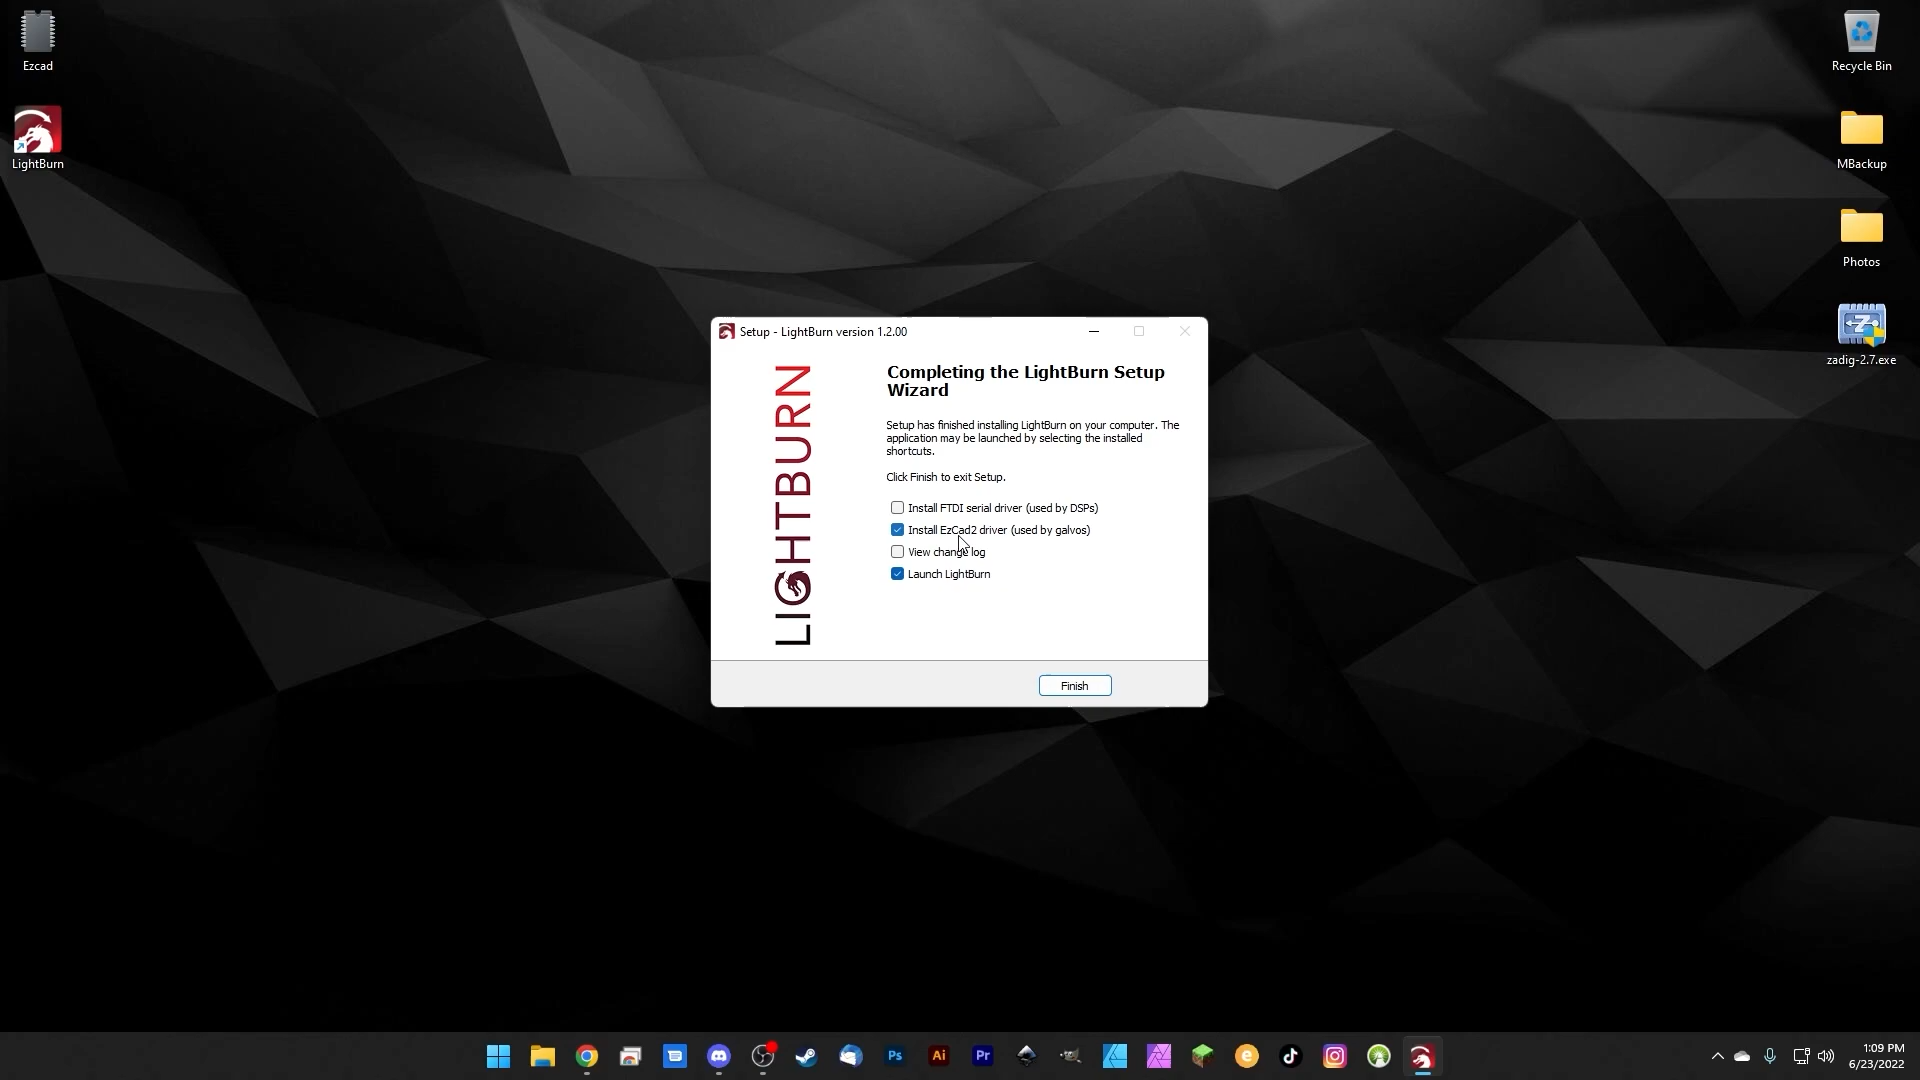 Ezcad
LightBurn
Recycle Bin
MBackup
Photos
zadig-2.7.exe
Setup - LightBurn version 1.2.00
LIGHTBURN
Completing the LightBurn Setup
Wizard
Setup has finished installing LightBurn on your computer. The
application may be launched by selecting the installed
shortcuts.
Click Finish to exit Setup.
Install FTDI serial driver (used by DSPs)
Install EzCad2 driver (used by galvos)
View change log
Launch LightBurn
Finish
Ps
Ai
Pr
e
1:09 PM
6/23/2022